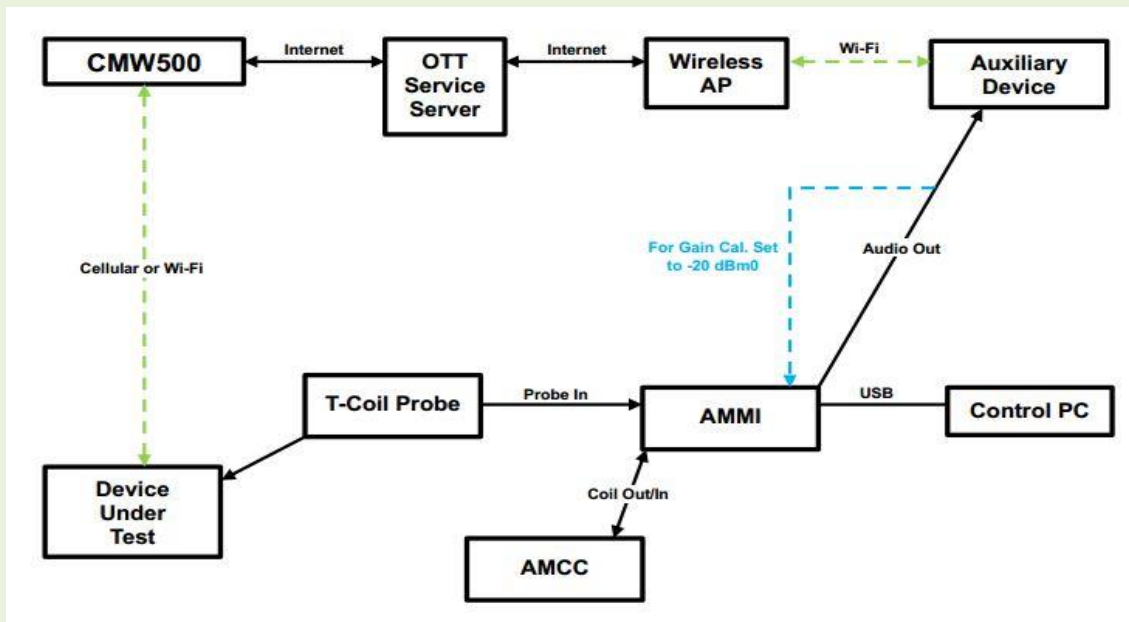 CMW500
Internet
OTT
Service
Server
Internet
Wireless
AP
Wi-Fi
Auxiliary
Device
Cellular or Wi-Fi
For Gain Cal. Set
to -20 dBm0
Audio Out
T-Coil Probe
Probe In
AMMI
USB
Control PC
Device
Under
Test
Coil Out/In
AMCC